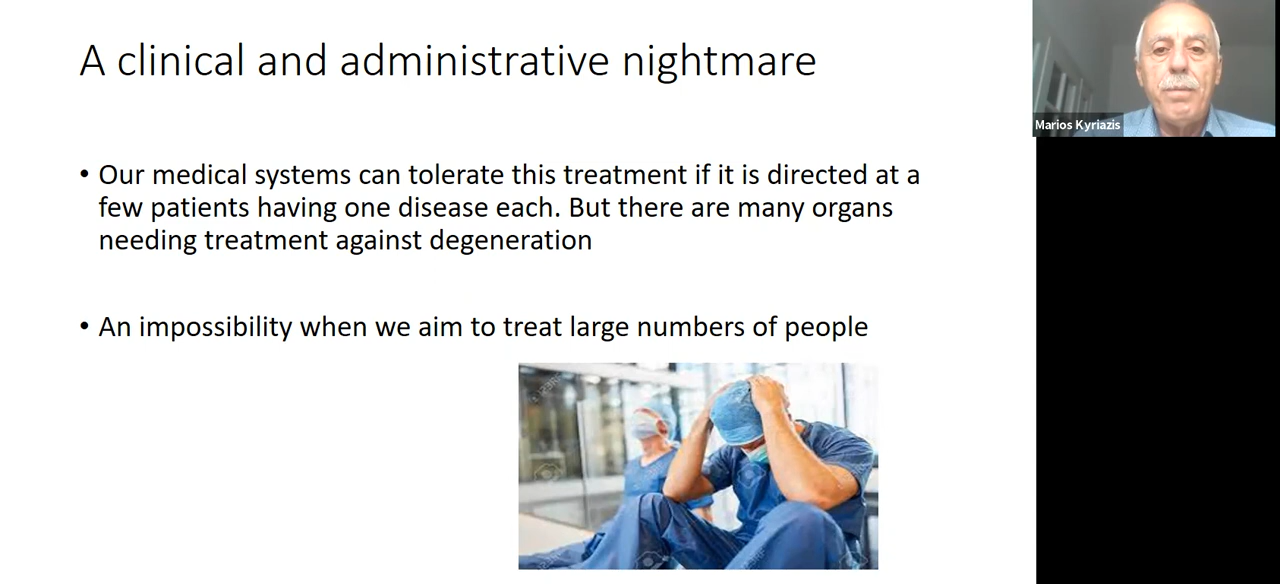 A clinical and administrative nightmare
Marios Kyriazis
• Our medical systems can tolerate this treatment if it is directed at a
few patients having one disease each. But there are many organs
needing treatment against degeneration
• An impossibility when we aim to treat large numbers of people